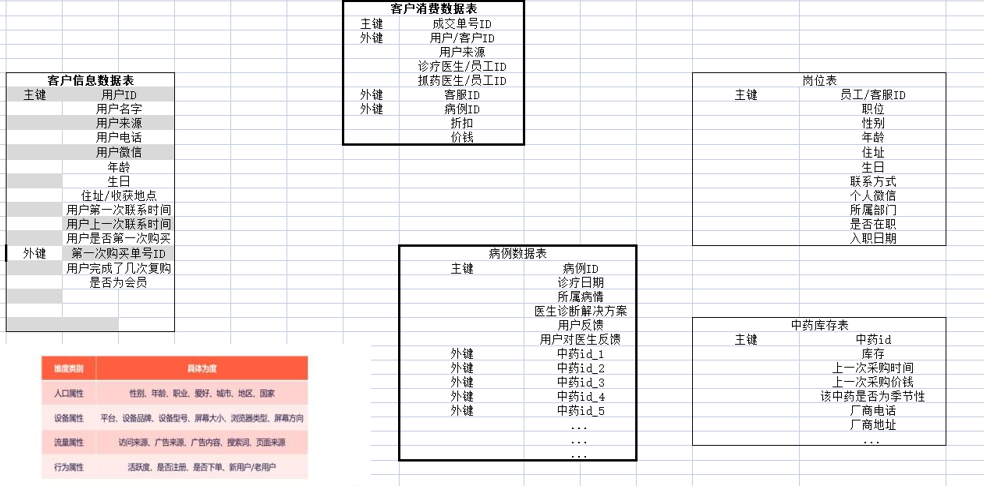 客户消费数据表
主键 成交单号ID
外键 用户/客户ID
用户来源
诊疗医生/员工ID
抓药医生/员工ID
外键 客服ID
外键 病例ID
折扣
价钱
客户信息数据表
主键 用户ID
用户名字
用户来源
用户电话
用户微信
年龄
生日
住址/收获地点
用户第一次联系时间
用户上一次联系时间
用户是否第一次购买
外键 第一次购买单号ID
用户完成了几次复购
是否为会员
岗位表
主键 员工/客服ID
职位
性别
年龄
住址
生日
联系方式
个人微信
所属部门
是否在职
入职日期
病例数据表
主键 病例ID
诊疗日期
所属病情
医生诊断解决方案
用户反馈
用户对医生反馈
外键 中药id_1
外键 中药id_2
外键 中药id_3
外键 中药id_4
外键 中药id_5
...
...
...
中药库存表
主键 中药id
库存
上一次采购时间
上一次采购价钱
该中药是否为季节性
厂商电话
厂商地址
...
维度类别 具体为度
人口属性 性别、年龄、职业、爱好、城市、地区、国家
设备属性 平台、设备品牌、设备型号、屏幕大小、浏览器类型、屏幕方向
流量属性 访问来源、广告来源、广告内容、搜索词、页面来源
行为属性 活跃度、是否注册、是否下单、新用户/老用户